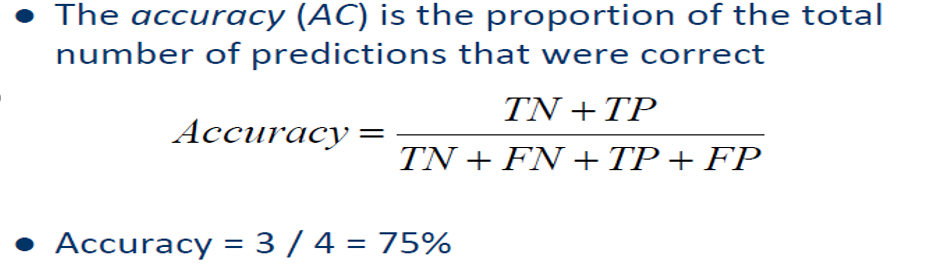 • The accuracy (AC) is the proportion of the total
number of predictions that were correct
Accuracy = (TN + TP) / (TN + FN + TP + FP)
• Accuracy = 3 / 4 = 75%